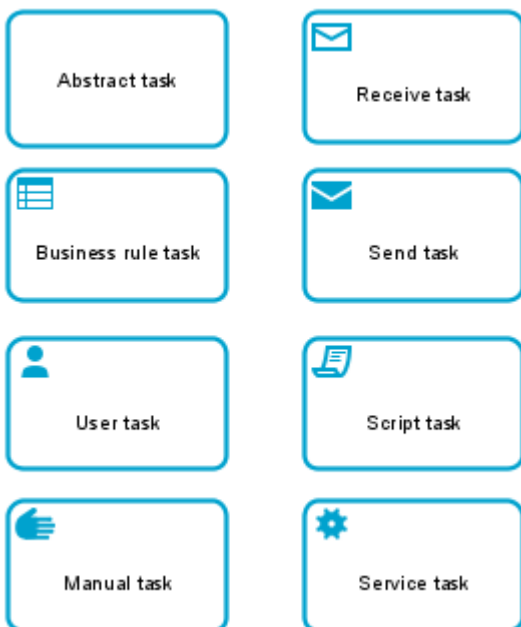 Abstract task
Receive task
Business rule task
Send task
User task
Script task
Manual task
Service task